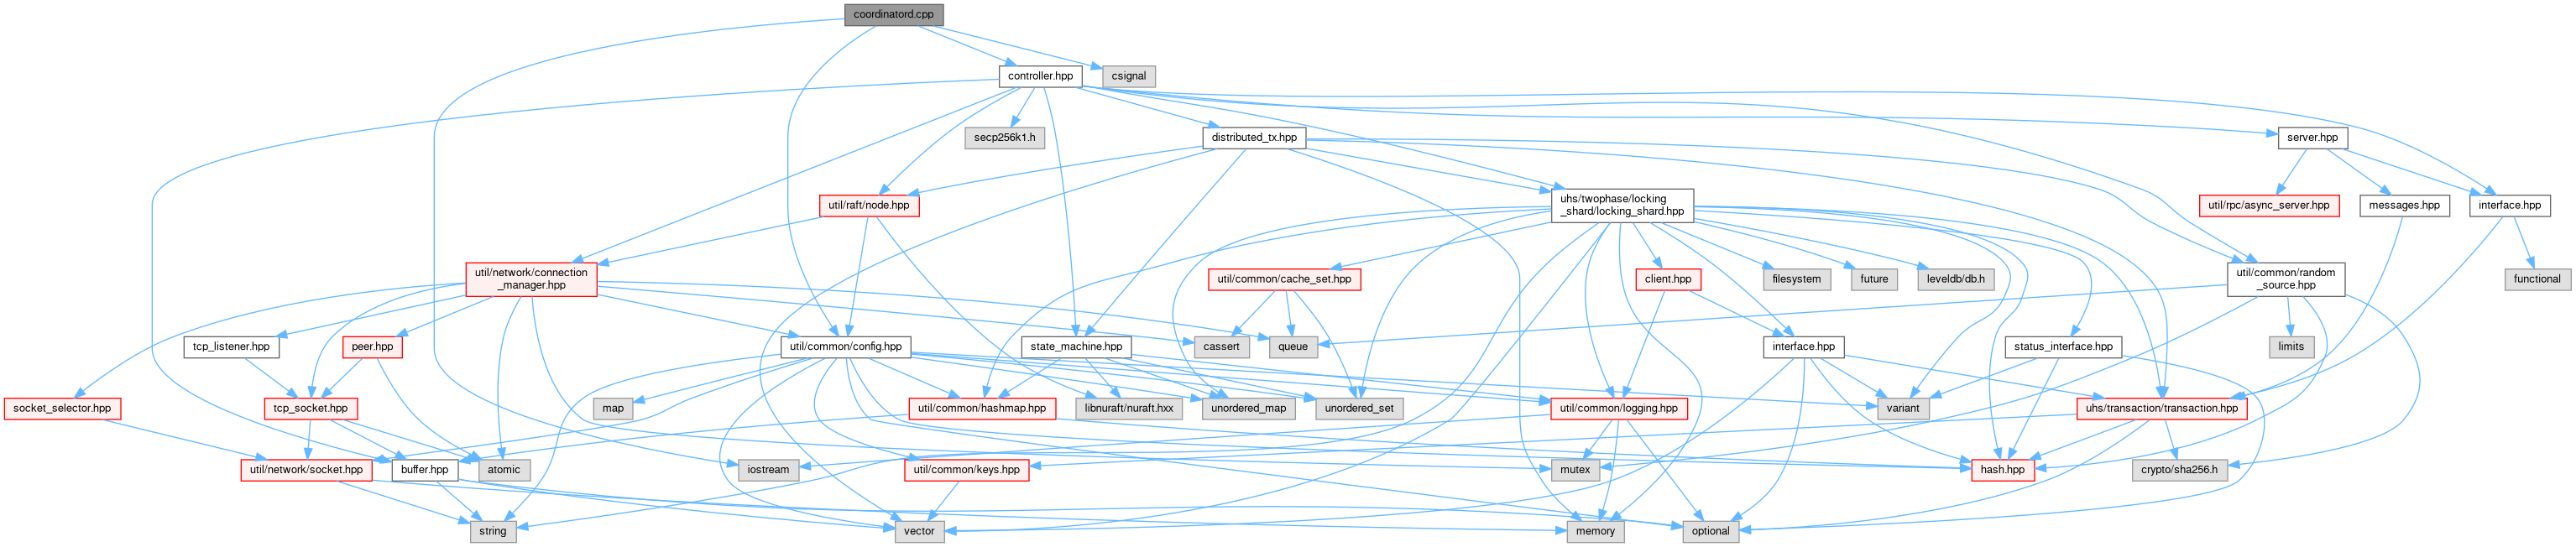 coordinatord.cpp
controller.hpp
csignal
secp256k1.h
distributed_tx.hpp
server.hpp
util/raft/node.hpp
uhs/twophase/locking
_shard/locking_shard.hpp
util/rpc/async_server.hpp
messages.hpp
interface.hpp
util/network/connection
_manager.hpp
util/common/cache_set.hpp
client.hpp
filesystem
future
leveldb/db.h
util/common/random
_source.hpp
functional
tcp_listener.hpp
peer.hpp
util/common/config.hpp
cassert
queue
state_machine.hpp
interface.hpp
status_interface.hpp
limits
socket_selector.hpp
tcp_socket.hpp
map
util/common/hashmap.hpp
libnuraft/nuraft.hxx
unordered_map
unordered_set
util/common/logging.hpp
variant
uhs/transaction/transaction.hpp
util/network/socket.hpp
buffer.hpp
atomic
iostream
mutex
util/common/keys.hpp
hash.hpp
crypto/sha256.h
string
vector
memory
optional